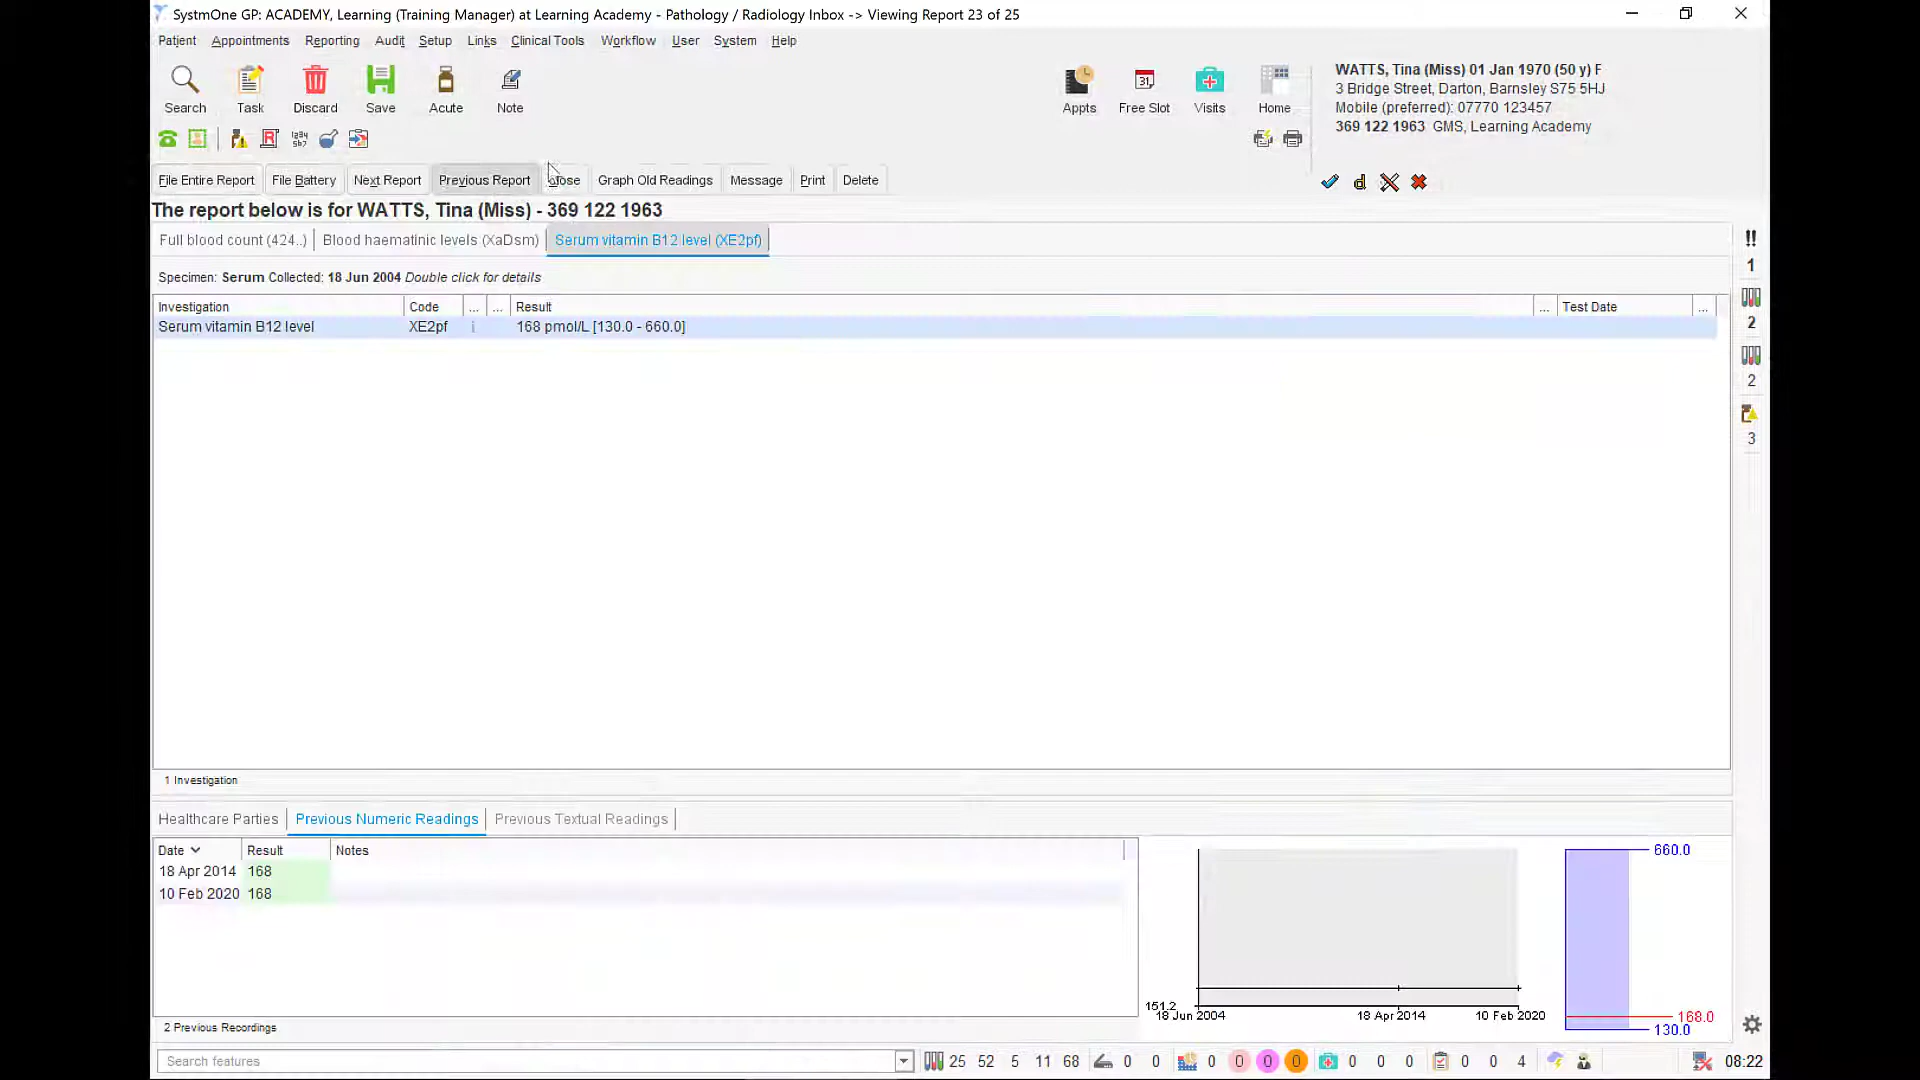 SystmOne GP: ACADEMY, Learning (Training Manager) at Learning Academy - Pathology / Radiology Inbox -> Viewing Report 23 of 25
Patient Appointments Reporting Audit Setup Links Clinical Tools Workflow User System Help
Search Task Discard Save Acute Note
Appts Free Slot Visits Home
WATTS, Tina (Miss) 01 Jan 1970 (50 y) F
3 Bridge Street, Darton, Barnsley S75 5HJ
Mobile (preferred): 07770 123457
369 122 1963 GMS, Learning Academy
File Entire Report File Battery Next Report Previous Report Close Graph Old Readings Message Print Delete
The report below is for WATTS, Tina (Miss) - 369 122 1963
Full blood count (424..) Blood haematinic levels (XaDsm) Serum vitamin B12 level (XE2pf)
Specimen: Serum Collected: 18 Jun 2004 Double click for details
Investigation Code ... ... Result ... Test Date ...
Serum vitamin B12 level XE2pf i 168 pmol/L [130.0 - 660.0]
!!
1
2
2
3
1 Investigation
Healthcare Parties Previous Numeric Readings Previous Textual Readings
Date Result Notes
18 Apr 2014 168
10 Feb 2020 168
2 Previous Recordings
151.2
18 Jun 2004 18 Apr 2014 10 Feb 2020
660.0
168.0
130.0
Search features
25 52 5 11 68 0 0 0 0 0 0 0 0 0 0 0 4 08:22